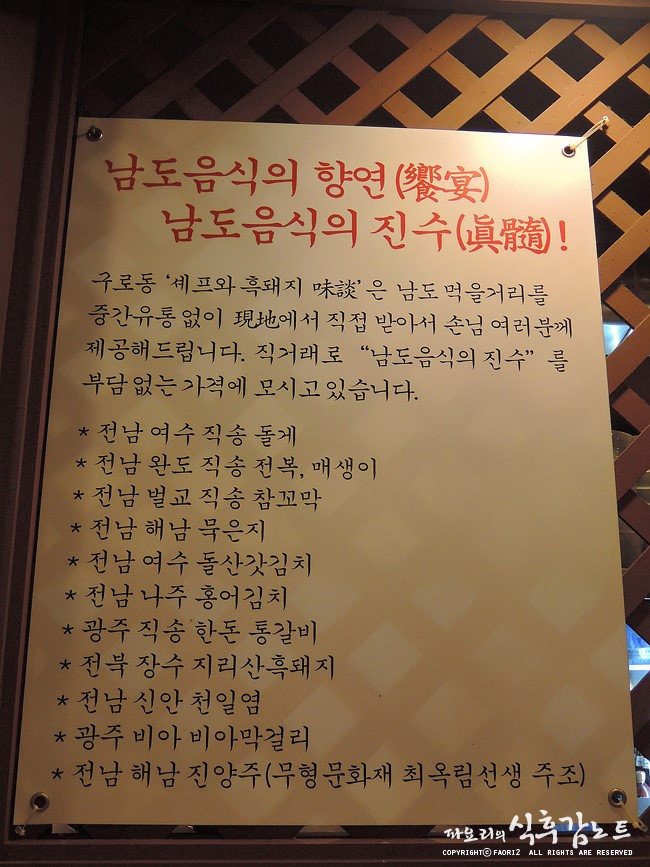 남도음식의 향연(饗宴)
남도음식의 진수(眞髓)!
구로동 '셰프와 흑돼지 味談'은 남도 먹을거리를
중간유통 없이 現地에서 직접 받아서 손님 여러분께
제공해드립니다. 직거래로 “남도음식의 진수” 를
부담 없는 가격에 모시고 있습니다.
* 전남 여수 직송 돌게
* 전남 완도 직송 전복, 매생이
* 전남 벌교 직송 참꼬막
* 전남 해남 묵은지
* 전남 여수 돌산갓김치
* 전남 나주 홍어김치
* 광주 직송 한돈 통갈비
* 전북 장수 지리산흑돼지
* 전남 신안 천일염
* 광주 비아 비아막걸리
* 전남 해남 진양주(무형문화재 최옥림선생 주조)
파오리의 식후감노트
COPYRIGHTⓒ FAORI2 ALL RIGHTS ARE RESERVED